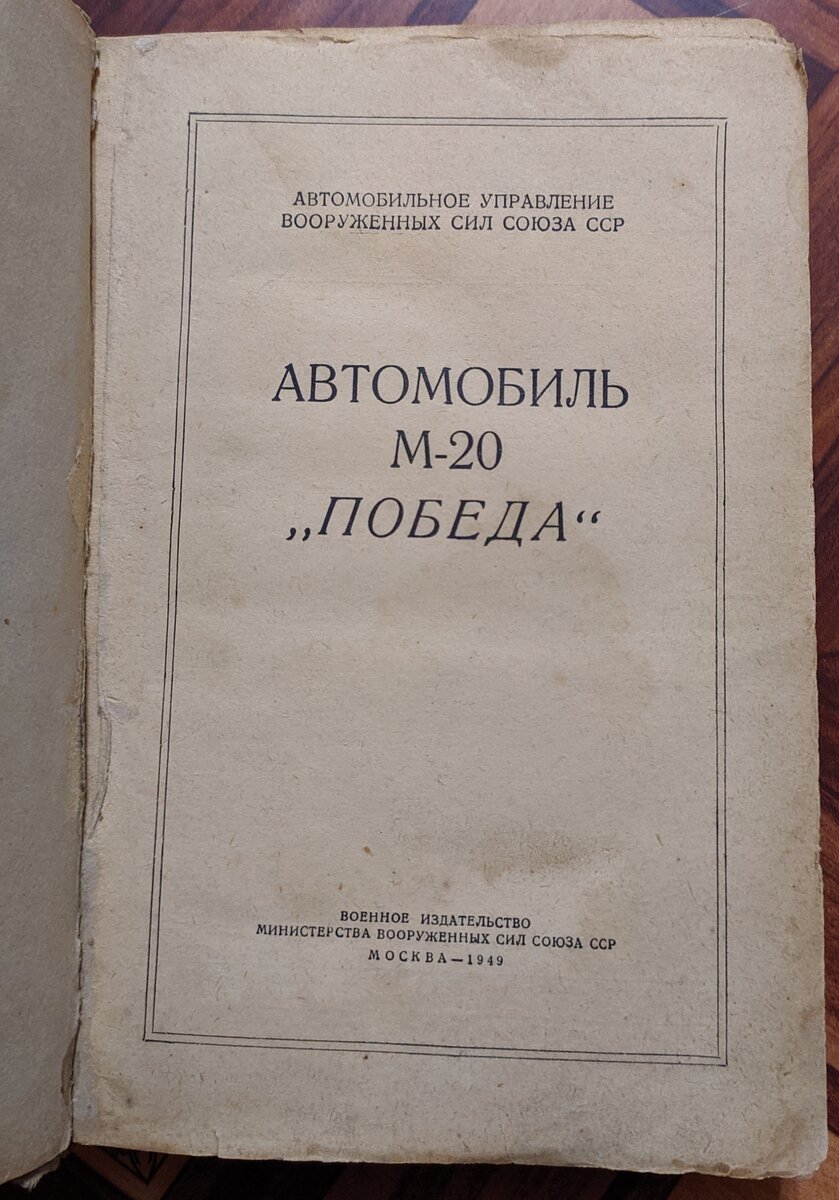 АВТОМОБИЛЬНОЕ УПРАВЛЕНИЕ
ВООРУЖЕННЫХ СИЛ СОЮЗА ССР
АВТОМОБИЛЬ
М-20
„ПОБЕДА“
ВОЕННОЕ ИЗДАТЕЛЬСТВО
МИНИСТЕРСТВА ВООРУЖЕННЫХ СИЛ СОЮЗА ССР
МОСКВА — 1949